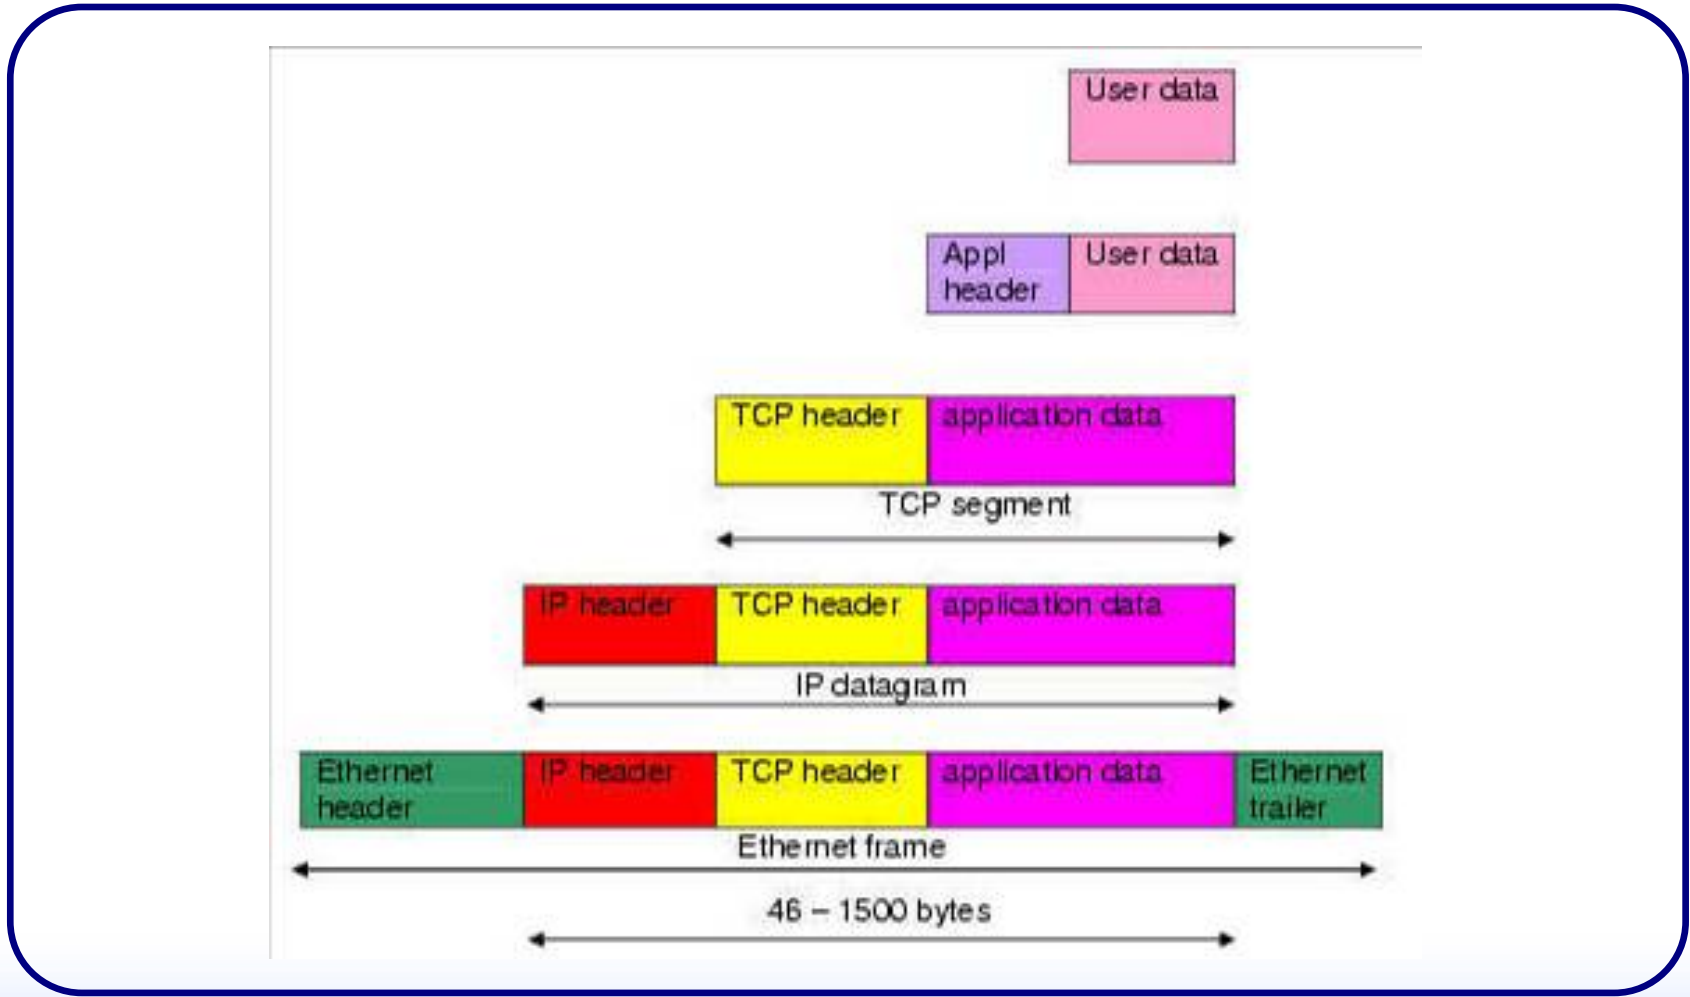 User data
Appl User data
header
TCP header application data
TCP segment
IP header TCP header application data
IP datagram
Ethernet IP header TCP header application data Ethernet
header trailer
Ethernet frame
46 – 1500 bytes